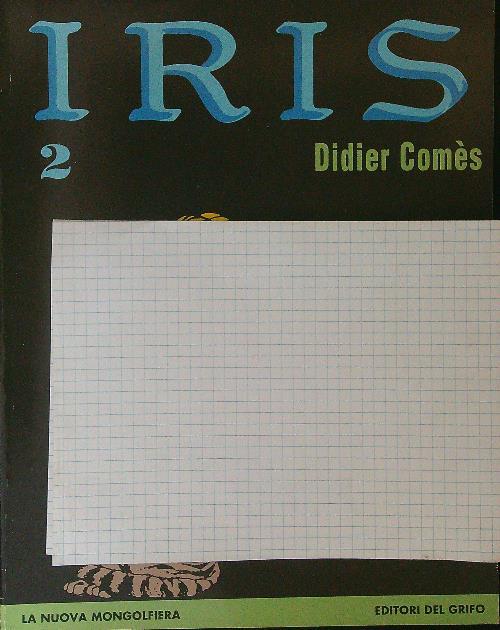 IRIS
2
Didier Comès
LA NUOVA MONGOLFIERA
EDITORI DEL GRIFO